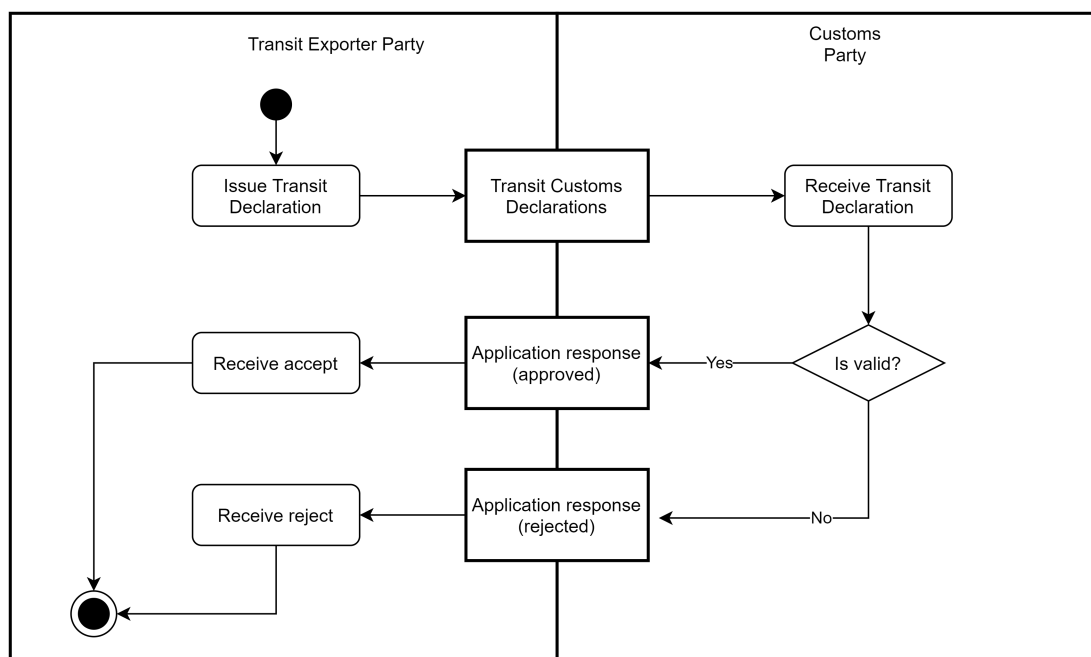 Transit Exporter Party
Customs
Party
Issue Transit
Declaration
Transit Customs
Declarations
Receive Transit
Declaration
Receive accept
Application response
(approved)
Yes
Is valid?
Receive reject
Application response
(rejected)
No